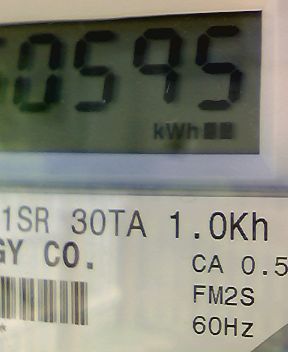 0595
kWh
1SR 30TA 1.0Kh
GY CO.
CA 0.5
FM2S
60Hz